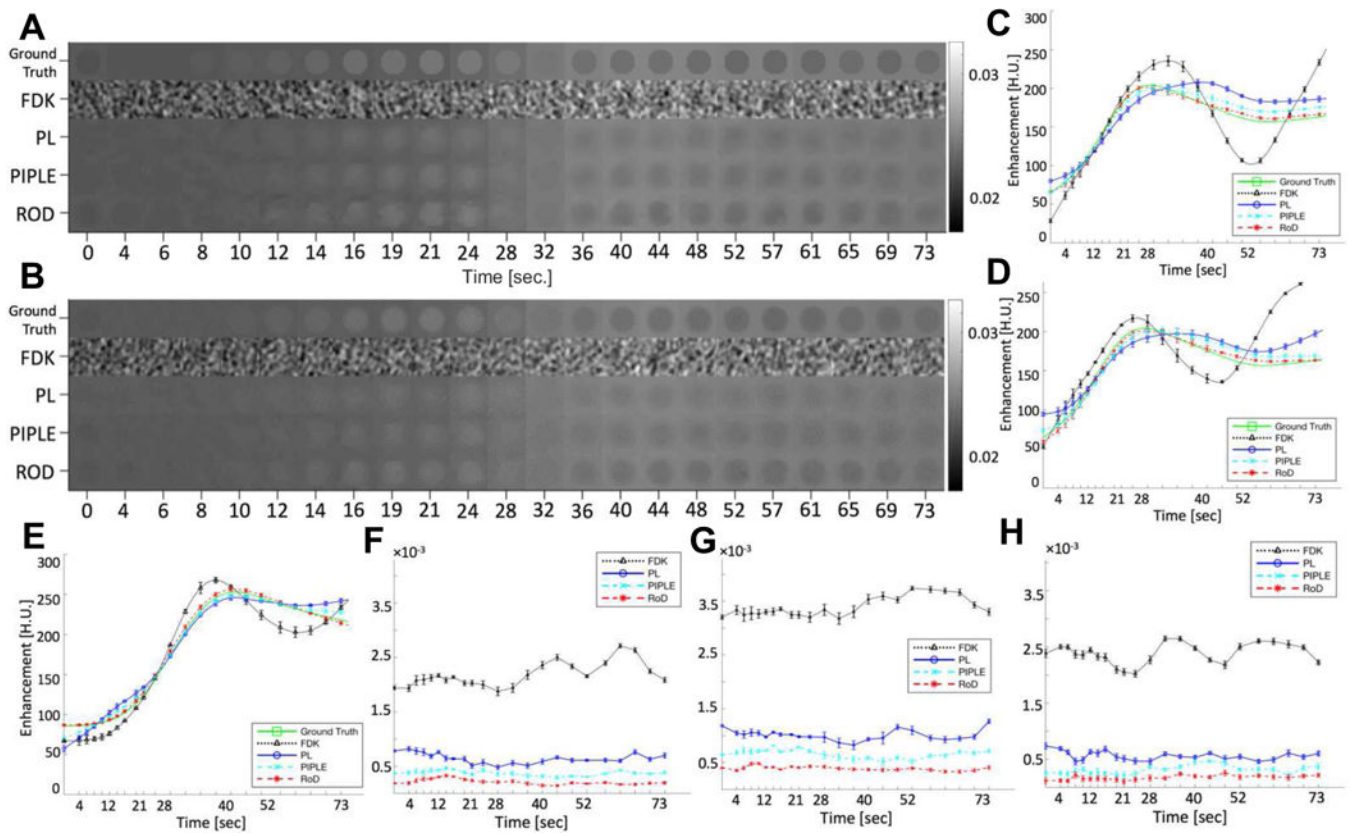 A
Ground
Truth
FDK
PL
PIPLE
ROD
0 4 6 8 10 12 14 16 19 21 24 28 32 36 40 44 48 52 57 61 65 69 73
Time [sec.]
0.03
0.02
B
Ground
Truth
FDK
PL
PIPLE
ROD
0 4 6 8 10 12 14 16 19 21 24 28 32 36 40 44 48 52 57 61 65 69 73
0.03
0.02
C
Enhancement [H.U.]
300
250
200
150
100
50
0
4 12 21 28 40 52 73
Time [sec]
Ground Truth
FDK
PL
PIPLE
RoD
D
Enhancement [H.U.]
250
200
150
100
50
0
4 12 21 28 40 52 73
Time [sec]
Ground Truth
FDK
PL
PIPLE
RoD
E
Enhancement [H.U.]
300
250
200
150
100
50
0
4 12 21 28 40 52 73
Time [sec]
Ground Truth
FDK
PL
PIPLE
RoD
F
×10-3
3.5
2.5
1.5
0.5
4 12 21 28 40 52 73
Time [sec]
FDK
PL
PIPLE
RoD
G
×10-3
3.5
2.5
1.5
0.5
4 12 21 28 40 52 73
Time [sec]
FDK
PL
PIPLE
RoD
H
×10-3
3.5
2.5
1.5
0.5
4 12 21 28 40 52 73
Time [sec]
FDK
PL
PIPLE
RoD